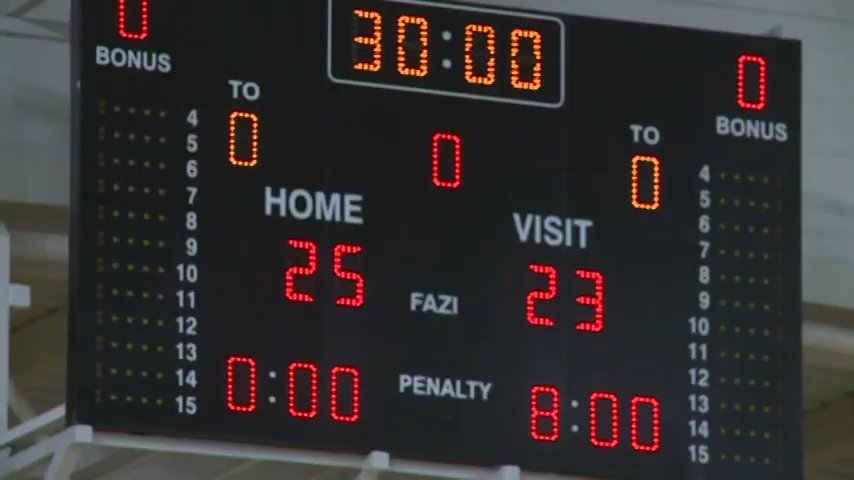 0 30:00 0
BONUS TO TO BONUS
0 0 0
HOME VISIT
25 FAZI 23
0:00 PENALTY 8:00
4 4
5 5
6 6
7 7
8 8
9 9
10 10
11 11
12 12
13 13
14 14
15 15